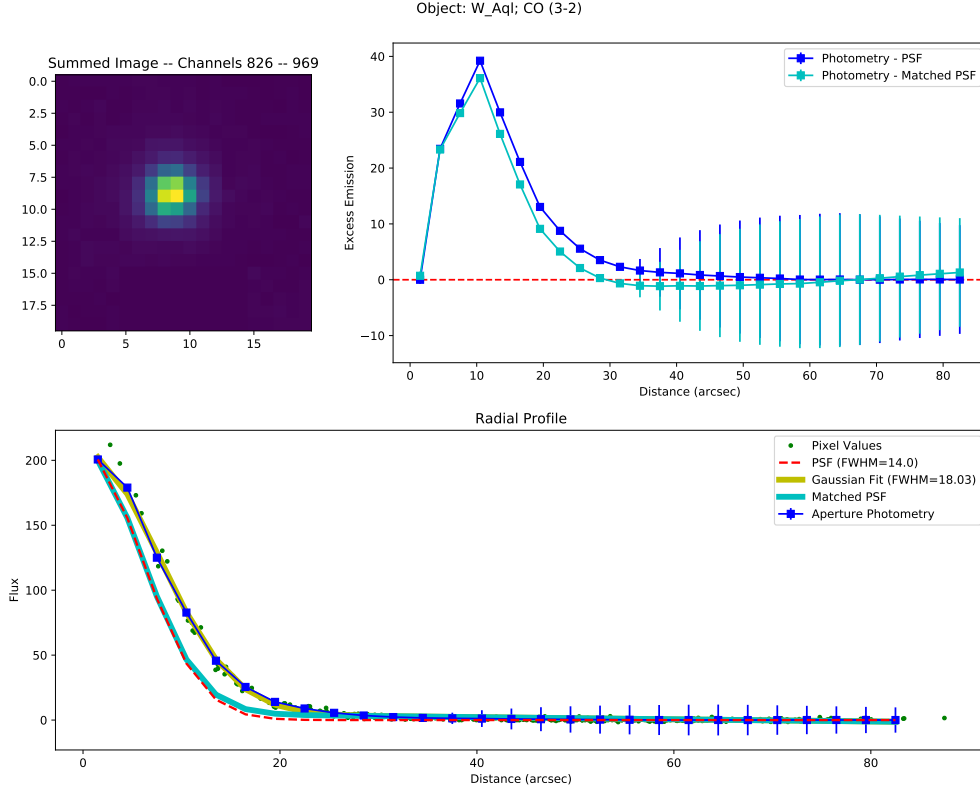 Object: W_Aql; CO (3-2)
Summed Image -- Channels 826 -- 969
0.0
2.5
5.0
7.5
10.0
12.5
15.0
17.5
0 5 10 15
Excess Emission
40
30
20
10
0
−10
Photometry - PSF
Photometry - Matched PSF
0 10 20 30 40 50 60 70 80
Distance (arcsec)
Radial Profile
Flux
200
150
100
50
0
Pixel Values
PSF (FWHM=14.0)
Gaussian Fit (FWHM=18.03)
Matched PSF
Aperture Photometry
0 20 40 60 80
Distance (arcsec)